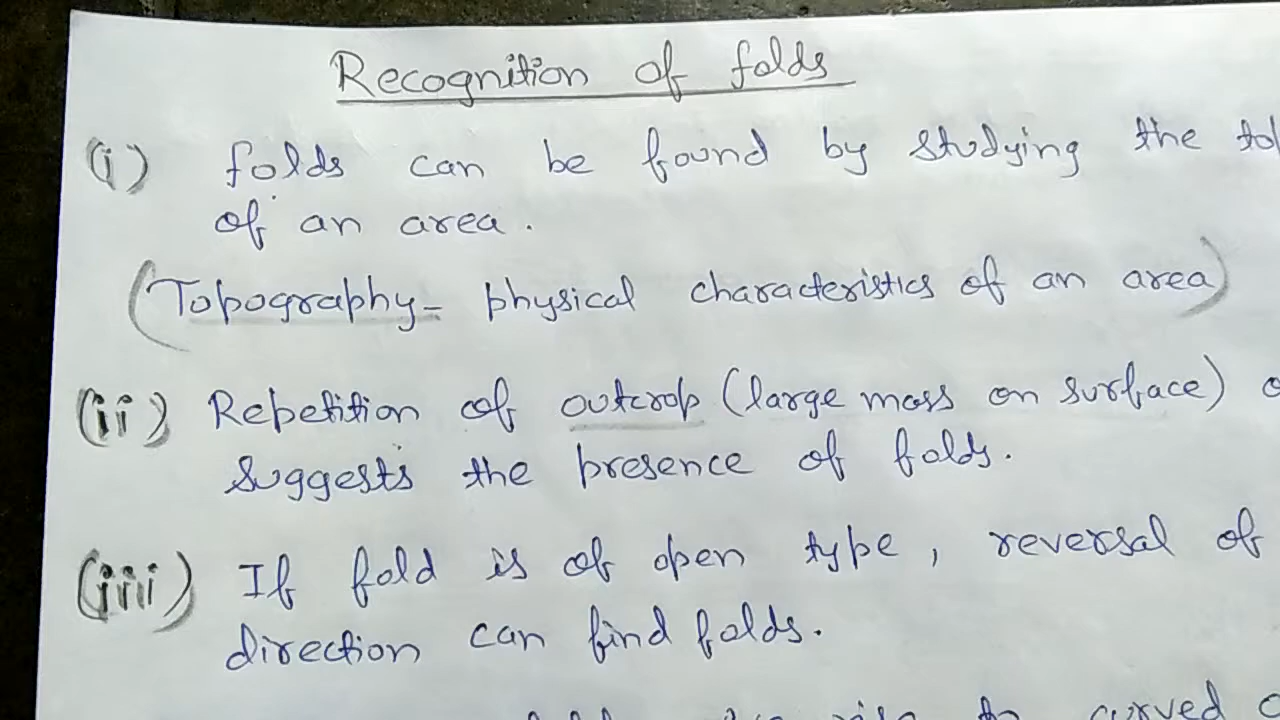 Recognition of folds
(i) folds can be found by studying the
of an area.
(Topography - physical characteristics of an area)
(ii) Repetition of outcrop (large mass on surface)
suggests the presence of folds.
(iii) If fold is of open type, reversal of
direction can find folds.
to curved